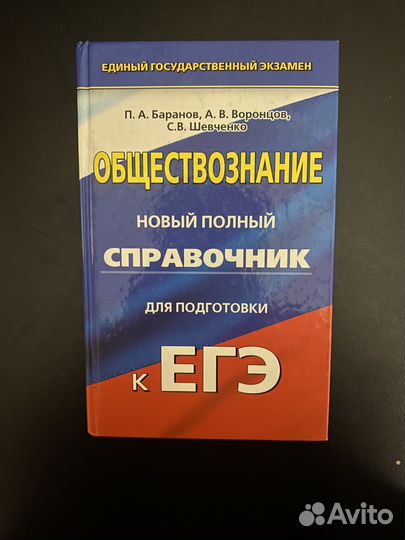 ЕДИНЫЙ ГОСУДАРСТВЕННЫЙ ЭКЗАМЕН
П. А. Баранов, А. В. Воронцов,
С.В. Шевченко
ОБЩЕСТВОЗНАНИЕ
НОВЫЙ ПОЛНЫЙ
СПРАВОЧНИК
ДЛЯ ПОДГОТОВКИ
К ЕГЭ
Avito